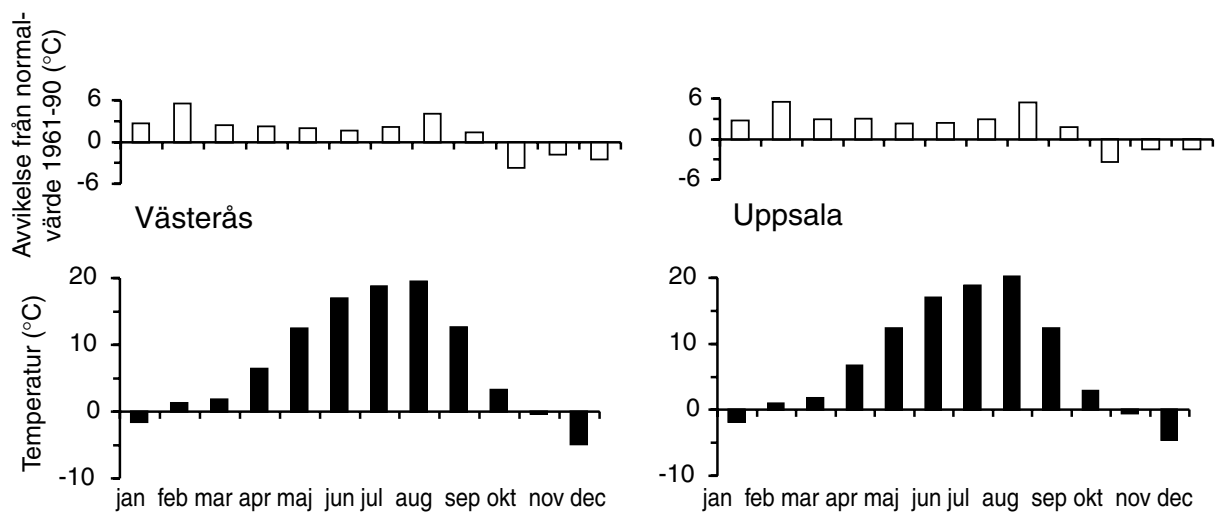 Avvikelse från normal-
värde 1961-90 (°C)
6
0
-6
Västerås
6
0
-6
Uppsala
Temperatur (°C)
20
10
0
-10
jan feb mar apr maj jun jul aug sep okt nov dec
20
10
0
-10
jan feb mar apr maj jun jul aug sep okt nov dec